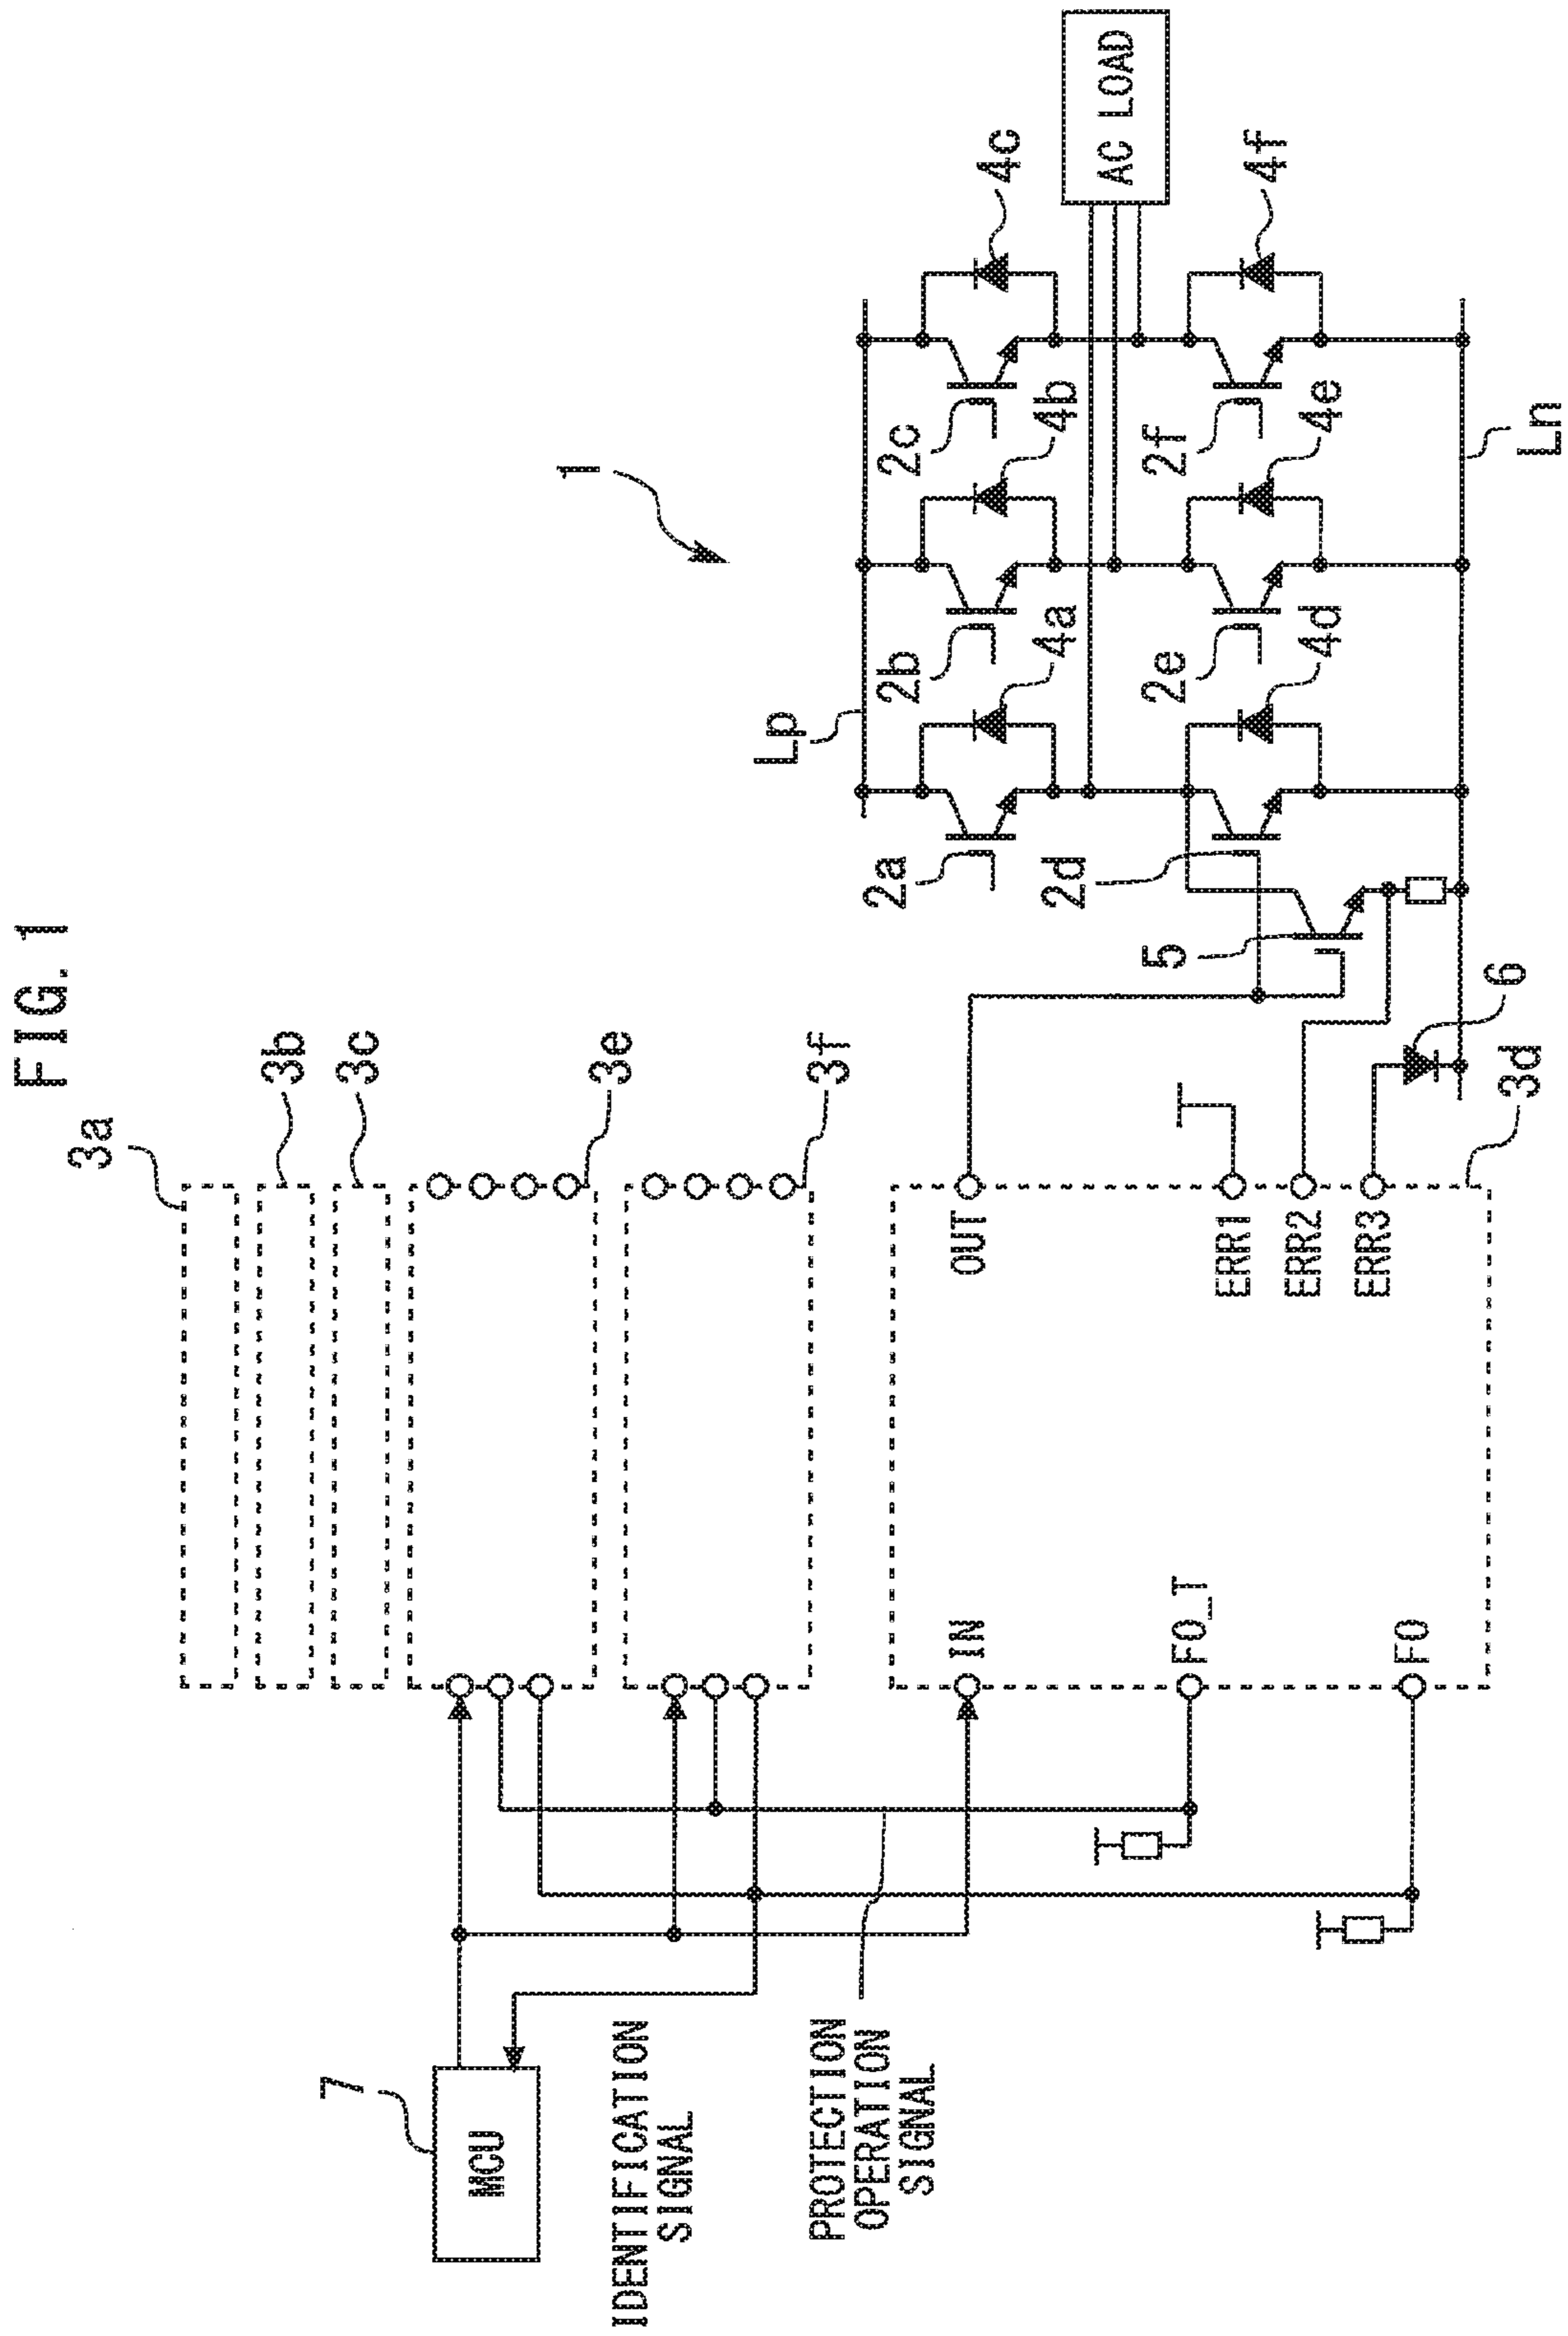 FIG. 1
3a
3b
3c
3e
3f
3d
7
MCU
IDENTIFICATION
SIGNAL
PROTECTION
OPERATION
SIGNAL
IN
FO_T
FO
OUT
ERR1
ERR2
ERR3
1
Lp
2a
4a
2b
4b
2c
4c
2d
4d
2e
4e
2f
4f
5
6
Ln
AC LOAD